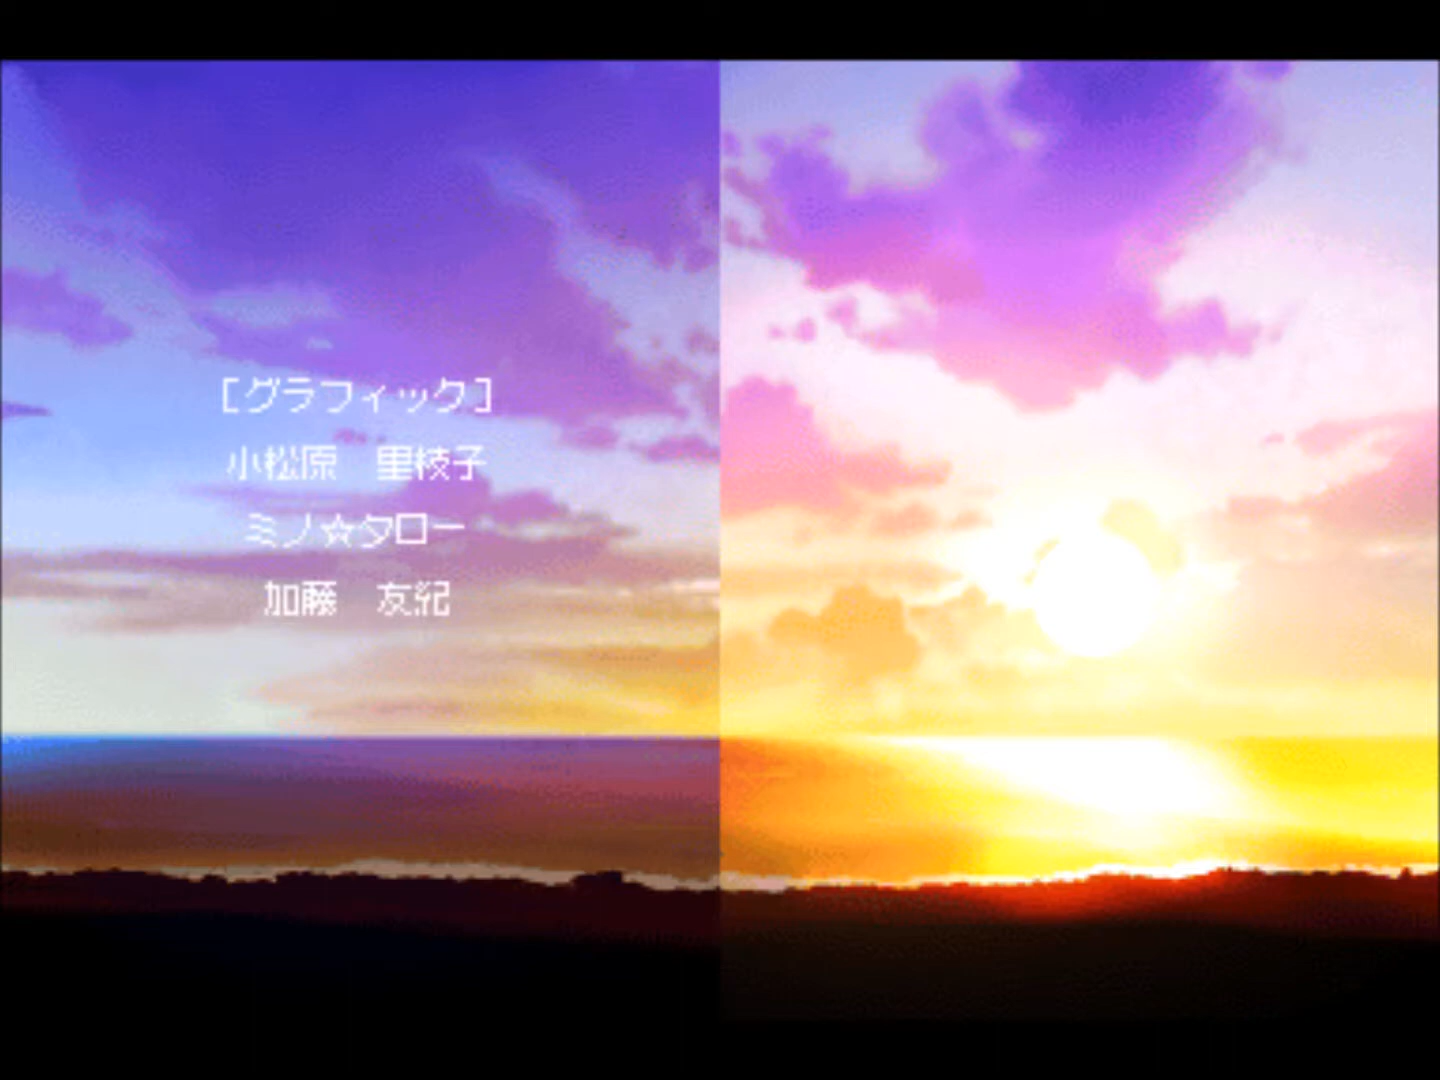 [グラフィック]
小松原　里枝子
ミノ☆タロー
加藤　友紀